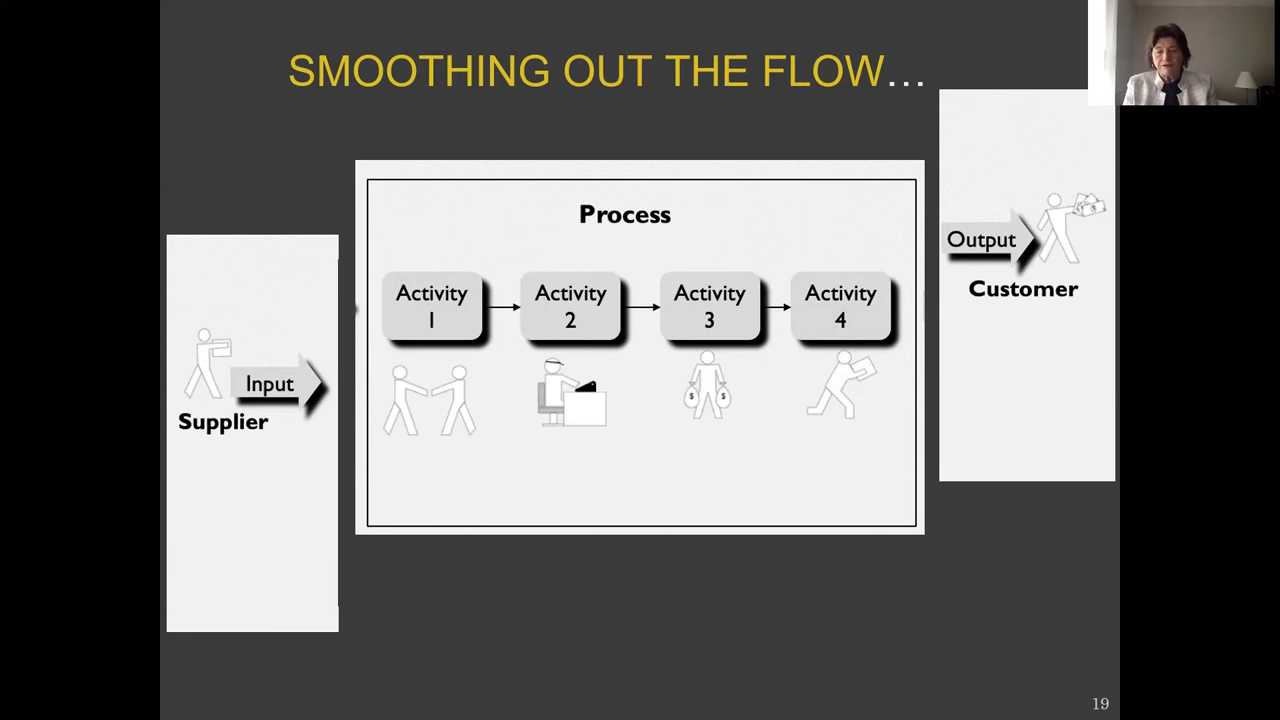 SMOOTHING OUT THE FLOW...
Process
Activity
1
Activity
2
Activity
3
Activity
4
Input
Supplier
Output
Customer
$
$
19